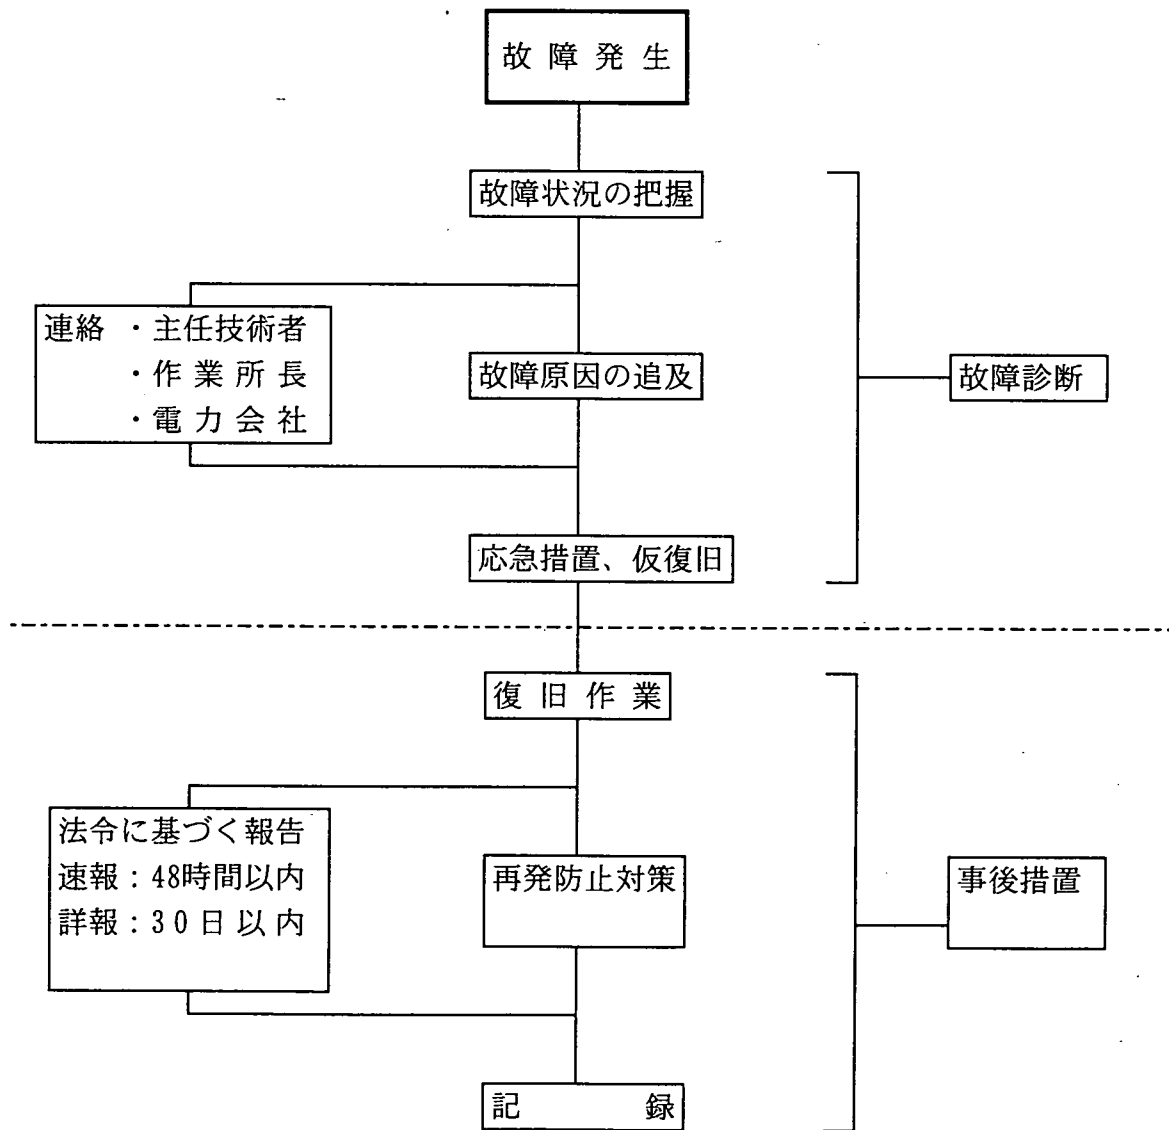 故障発生
故障状況の把握
連絡 ・主任技術者
・作業所長
・電力会社
故障原因の追及
故障診断
応急措置、仮復旧
復旧作業
法令に基づく報告
速報：48時間以内
詳報：30日以内
再発防止対策
事後措置
記録